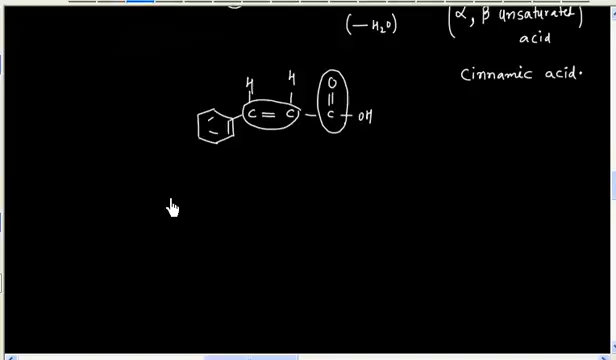 (—H₂O)
(α, β unsaturated
acid
Cinnamic acid.
H H O
C = C — C — OH